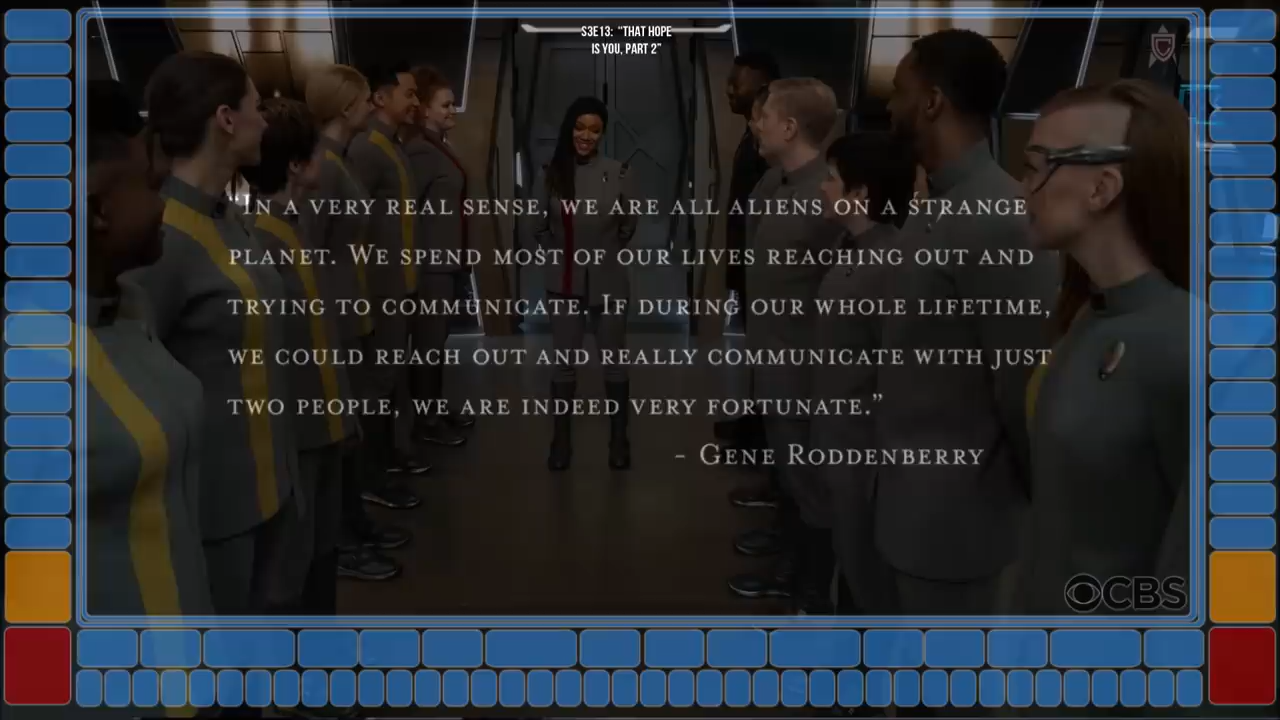 S3E13: “THAT HOPE
IS YOU, PART 2”
“IN A VERY REAL SENSE, WE ARE ALL ALIENS ON A STRANGE
PLANET. WE SPEND MOST OF OUR LIVES REACHING OUT AND
TRYING TO COMMUNICATE. IF DURING OUR WHOLE LIFETIME,
WE COULD REACH OUT AND REALLY COMMUNICATE WITH JUST
TWO PEOPLE, WE ARE INDEED VERY FORTUNATE.”
- GENE RODDENBERRY
CBS